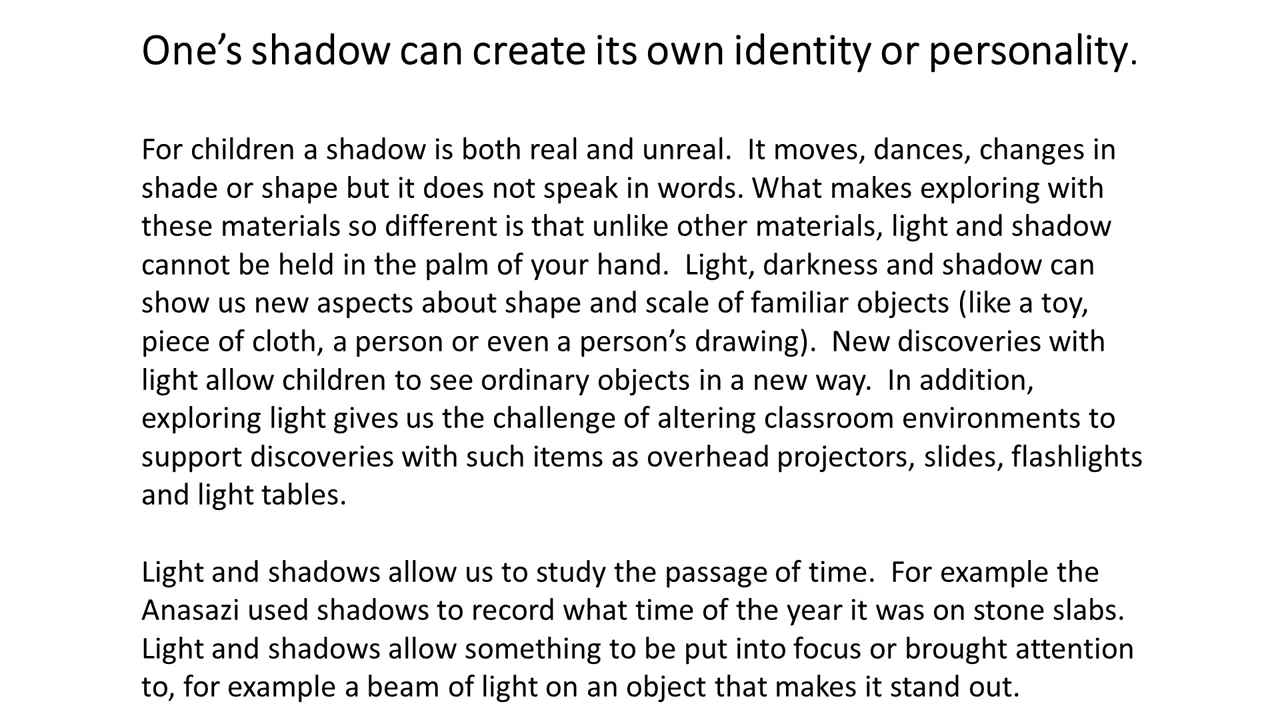 One’s shadow can create its own identity or personality.
For children a shadow is both real and unreal.  It moves, dances, changes in
shade or shape but it does not speak in words. What makes exploring with
these materials so different is that unlike other materials, light and shadow
cannot be held in the palm of your hand.  Light, darkness and shadow can
show us new aspects about shape and scale of familiar objects (like a toy,
piece of cloth, a person or even a person’s drawing).  New discoveries with
light allow children to see ordinary objects in a new way.  In addition,
exploring light gives us the challenge of altering classroom environments to
support discoveries with such items as overhead projectors, slides, flashlights
and light tables.
Light and shadows allow us to study the passage of time.  For example the
Anasazi used shadows to record what time of the year it was on stone slabs.
Light and shadows allow something to be put into focus or brought attention
to, for example a beam of light on an object that makes it stand out.